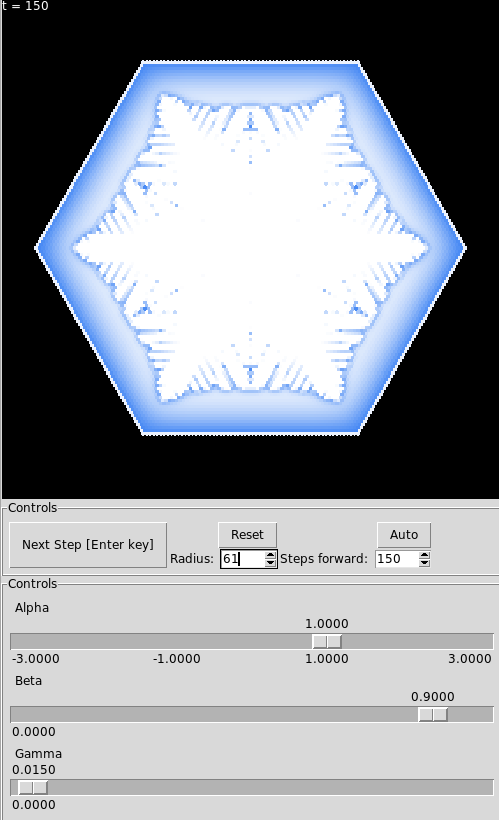 t = 150
Controls
Next Step [Enter key]
Reset
Auto
Radius: 61 Steps forward: 150
Controls
Alpha
1.0000
-3.0000 -1.0000 1.0000 3.0000
Beta
0.9000
0.0000
Gamma
0.0150
0.0000